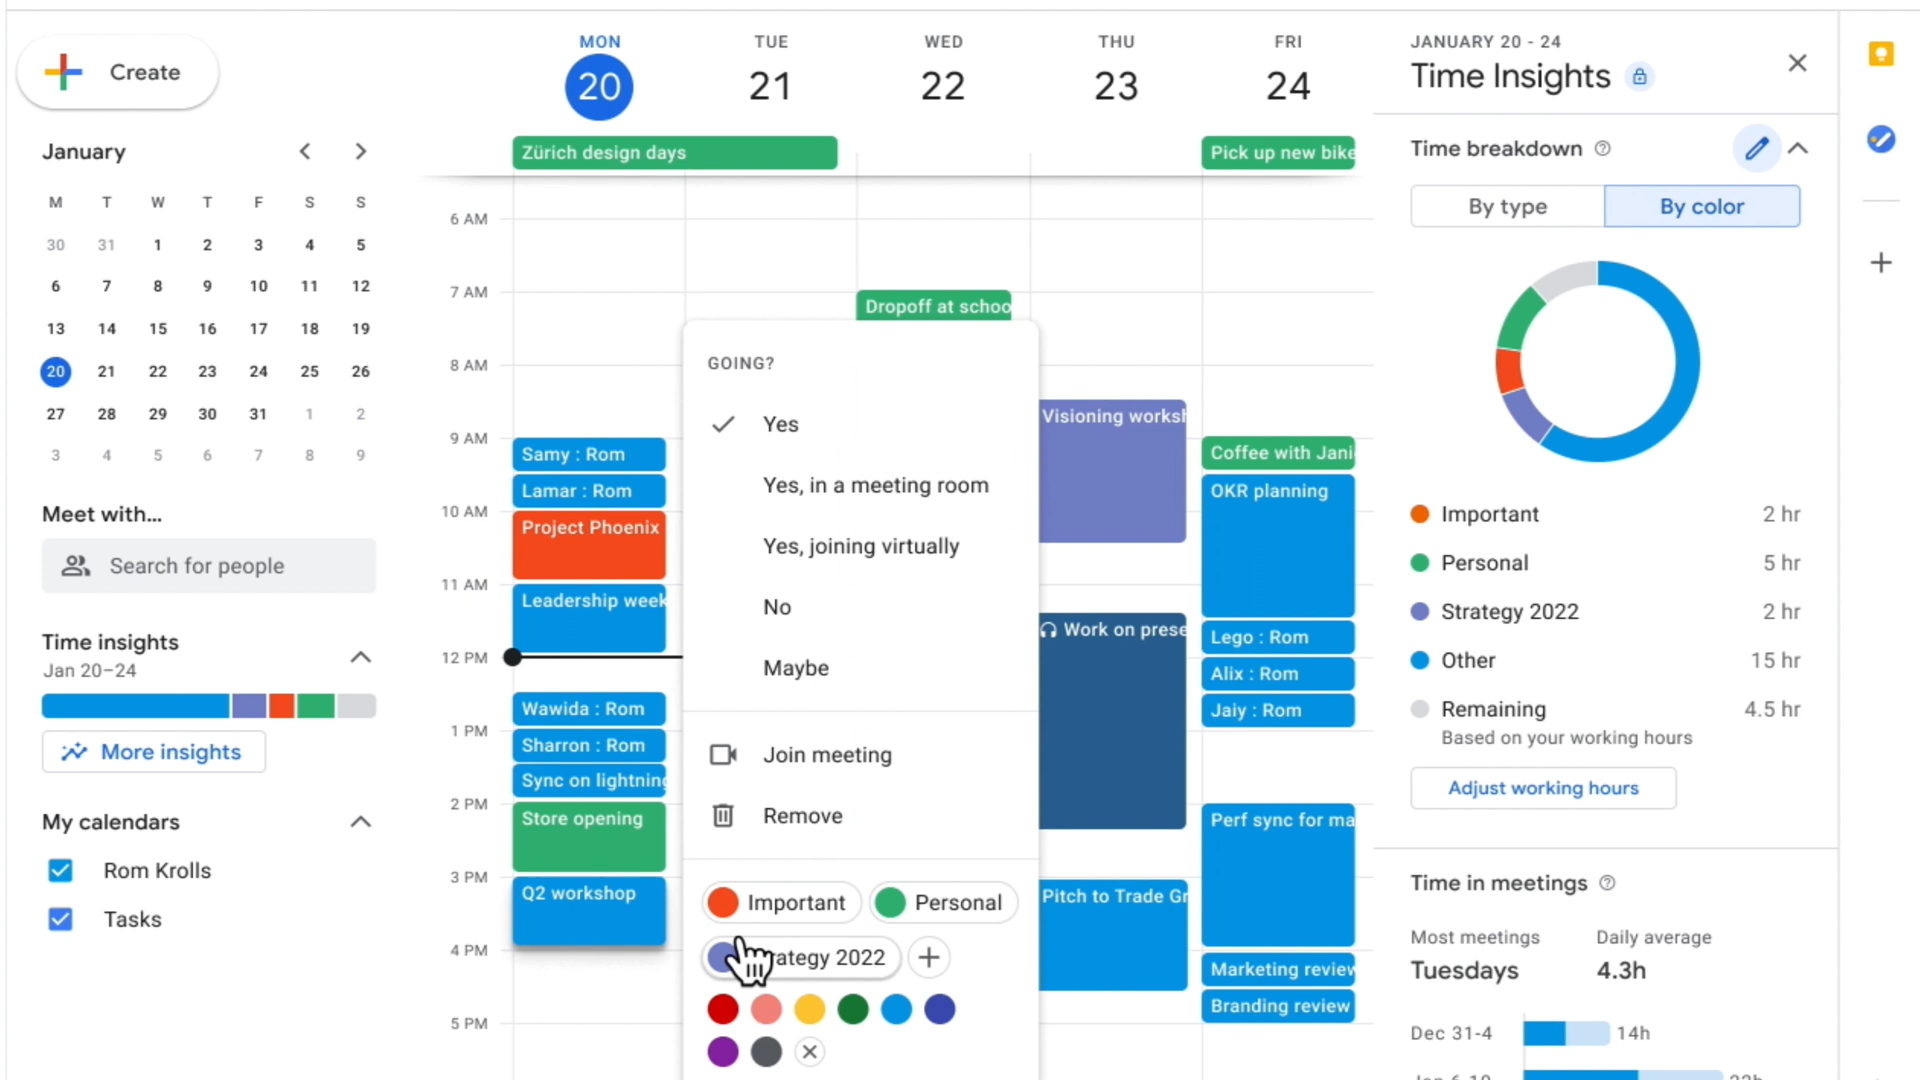 Create
January
M T W T F S S
30 31 1 2 3 4 5
6 7 8 9 10 11 12
13 14 15 16 17 18 19
20 21 22 23 24 25 26
27 28 29 30 31 1 2
3 4 5 6 7 8 9
Meet with...
Search for people
Time insights
Jan 20–24
More insights
My calendars
Rom Krolls
Tasks
MON TUE WED THU FRI
20 21 22 23 24
Zürich design days
Pick up new bike
6 AM
7 AM
8 AM
9 AM
10 AM
11 AM
12 PM
1 PM
2 PM
3 PM
4 PM
5 PM
Samy : Rom
Lamar : Rom
Project Phoenix
Leadership week
Wawida : Rom
Sharron : Rom
Sync on lightning
Store opening
Q2 workshop
Dropoff at schoo
GOING?
Yes
Yes, in a meeting room
Yes, joining virtually
No
Maybe
Join meeting
Remove
Important
Personal
rategy 2022
Visioning worksh
Work on prese
Pitch to Trade Gr
Coffee with Jani
OKR planning
Lego : Rom
Alix : Rom
Jaiy : Rom
Perf sync for ma
Marketing review
Branding review
JANUARY 20 - 24
Time Insights
Time breakdown
By type By color
Important 2 hr
Personal 5 hr
Strategy 2022 2 hr
Other 15 hr
Remaining 4.5 hr
Based on your working hours
Adjust working hours
Time in meetings
Most meetings Daily average
Tuesdays 4.3h
Dec 31-4 14h